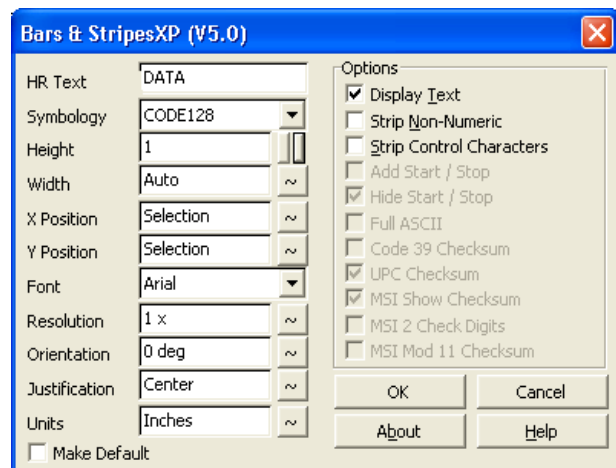 Bars & StripesXP (V5.0)
HR Text DATA
Symbology CODE128
Height 1
Width Auto ~
X Position Selection ~
Y Position Selection ~
Font Arial
Resolution 1 x ~
Orientation 0 deg ~
Justification Center ~
Units Inches ~
Make Default
Options
Display Text
Strip Non-Numeric
Strip Control Characters
Add Start / Stop
Hide Start / Stop
Full ASCII
Code 39 Checksum
UPC Checksum
MSI Show Checksum
MSI 2 Check Digits
MSI Mod 11 Checksum
OK Cancel
About Help